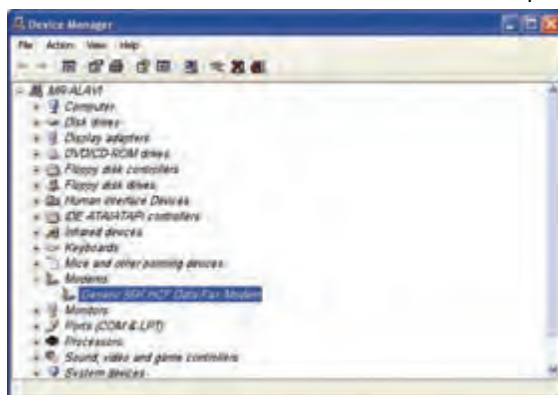 Device Manager
File Action View Help
MR-ALAVI
Computer
Disk drives
Display adapters
DVD/CD-ROM drives
Floppy disk controllers
Floppy disk drives
Human Interface Devices
IDE ATA/ATAPI controllers
Infrared devices
Keyboards
Mice and other pointing devices
Modems
Generic 56K HCF Data Fax Modem
Monitors
Ports (COM & LPT)
Processors
Sound, video and game controllers
System devices